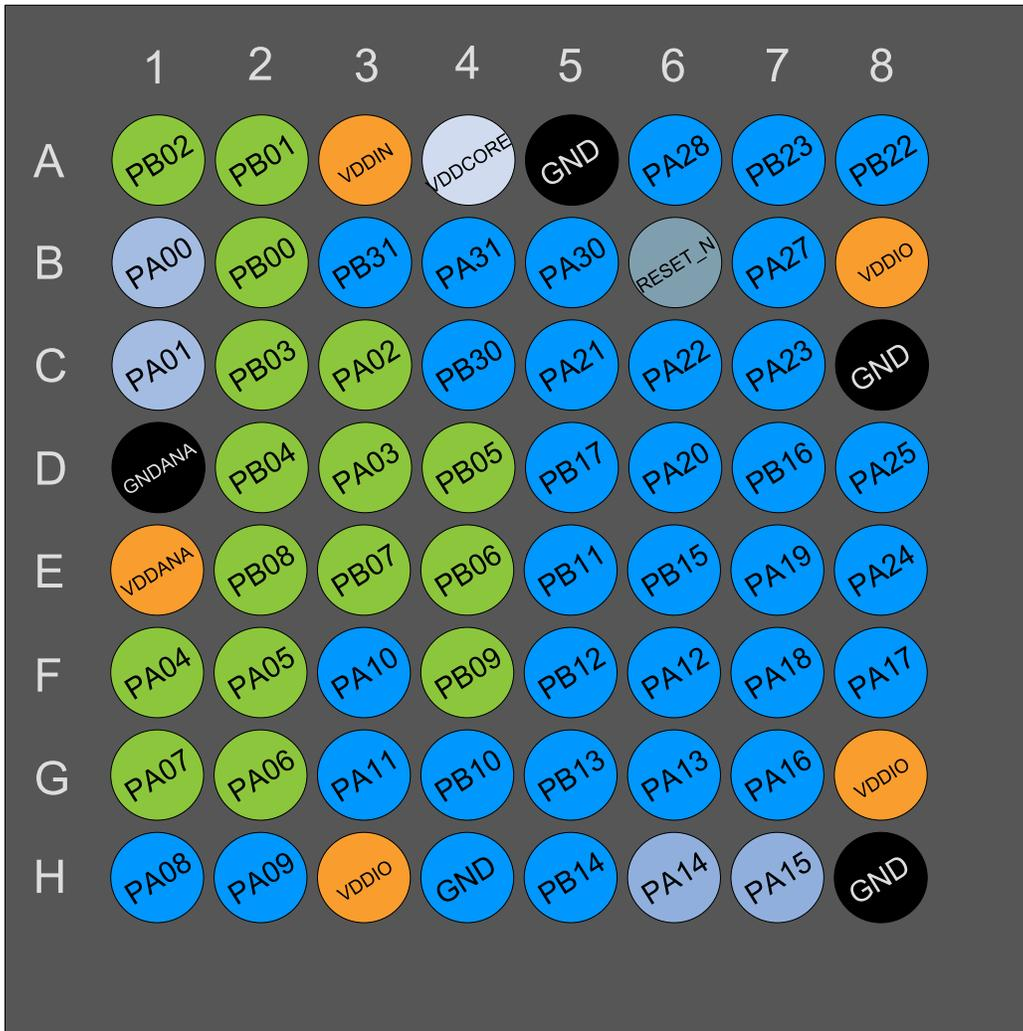 1 2 3 4 5 6 7 8
A PB02 PB01 VDDIN VDDCORE GND PA28 PB23 PB22
B PA00 PB00 PB31 PA31 PA30 RESET_N PA27 VDDIO
C PA01 PB03 PA02 PB30 PA21 PA22 PA23 GND
D GNDANA PB04 PA03 PB05 PB17 PA20 PB16 PA25
E VDDANA PB08 PB07 PB06 PB11 PB15 PA19 PA24
F PA04 PA05 PA10 PB09 PB12 PA12 PA18 PA17
G PA07 PA06 PA11 PB10 PB13 PA13 PA16 VDDIO
H PA08 PA09 VDDIO GND PB14 PA14 PA15 GND